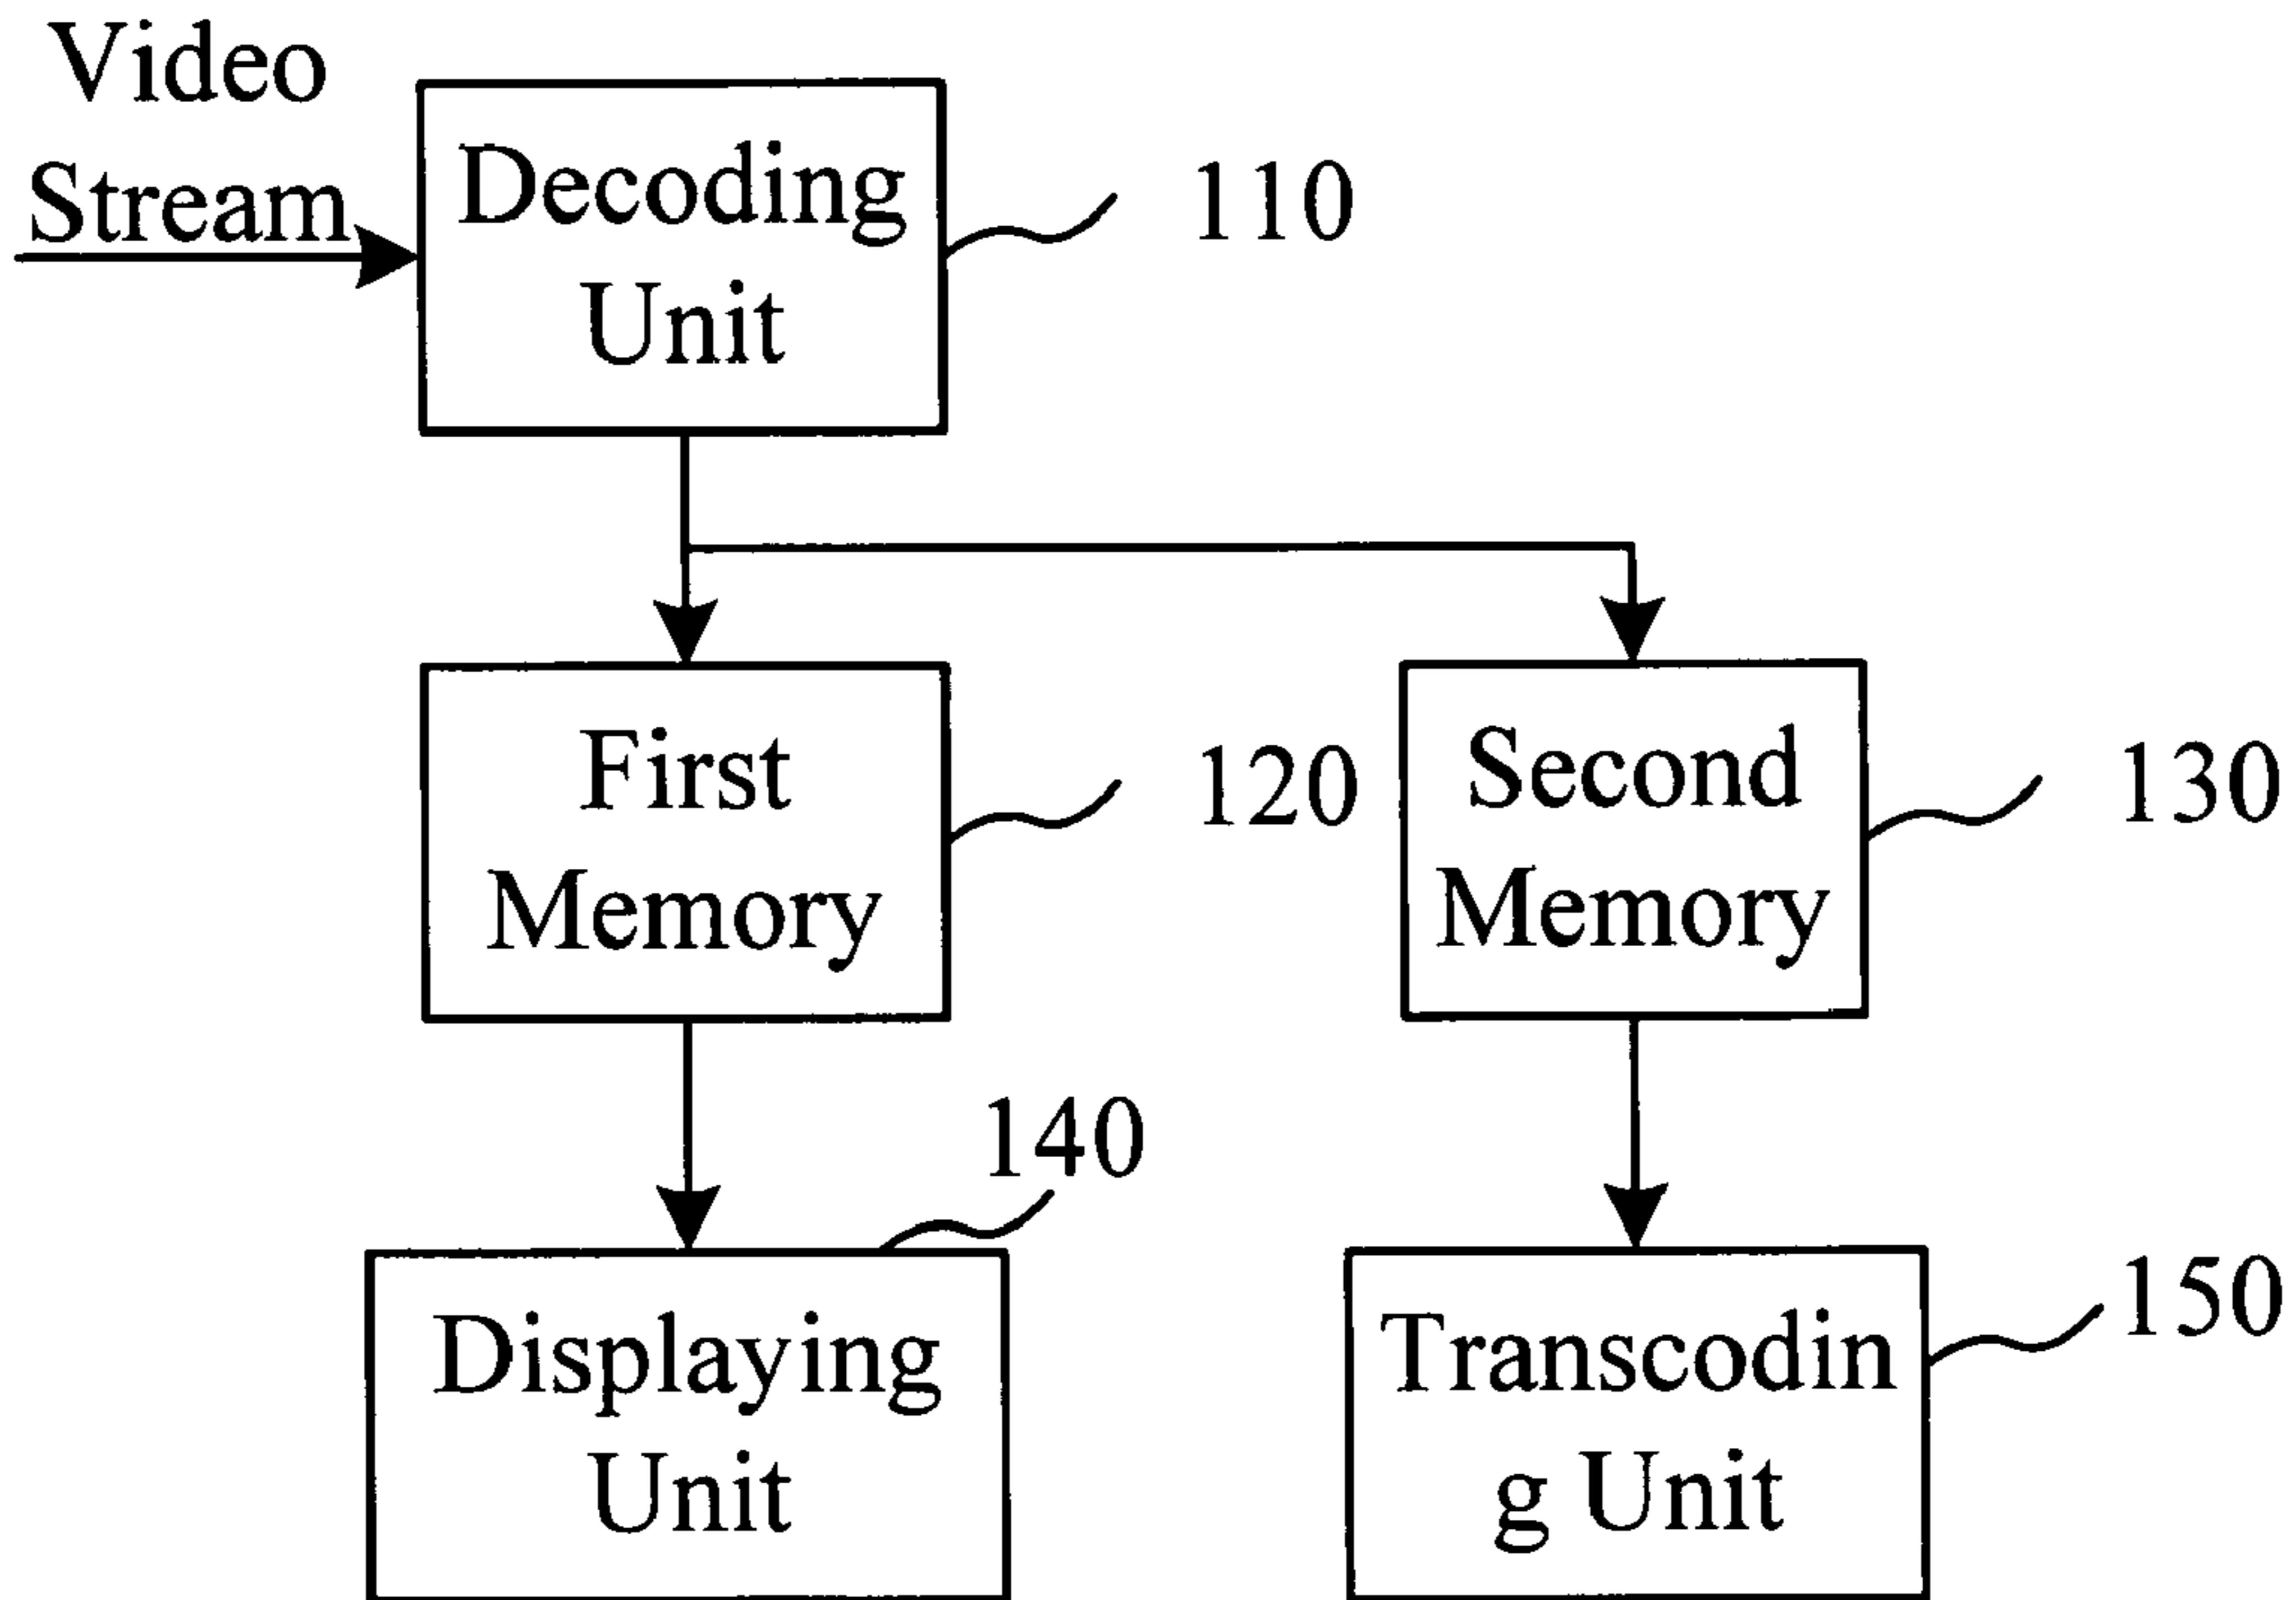 Video
Stream
Decoding
Unit
110
First
Memory
120
Second
Memory
130
140
Displaying
Unit
Transcodin
g Unit
150